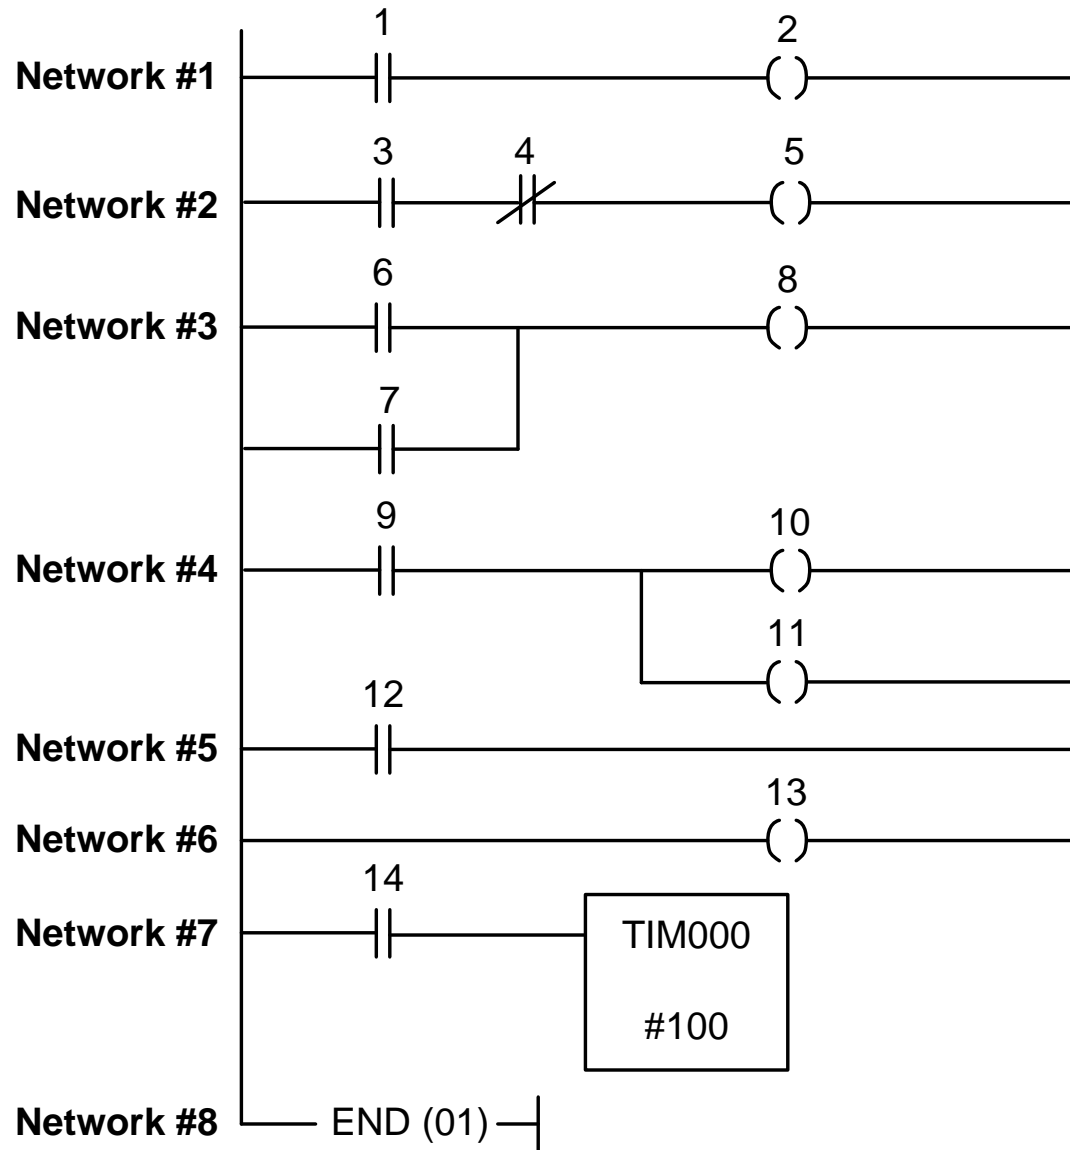 1 2
Network #1
3 4 5
Network #2
6 8
Network #3
7
9 10
Network #4
11
12
Network #5
13
Network #6
14
Network #7 TIM000
#100
Network #8 END (01)